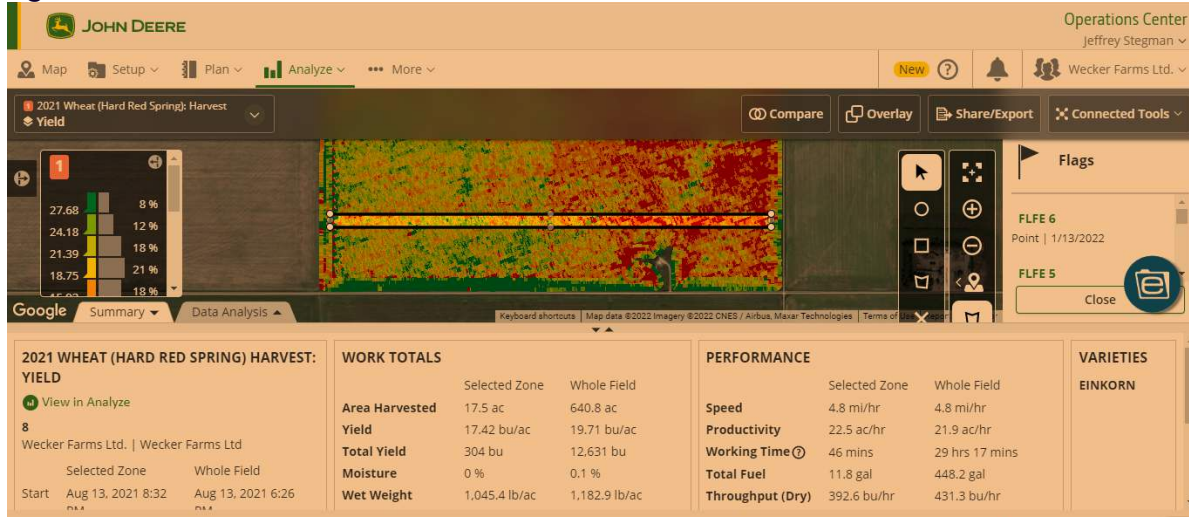 JOHN DEERE
Operations Center
Jeffrey Stegman
Map Setup Plan Analyze ••• More
New ? Wecker Farms Ltd.
1 2021 Wheat (Hard Red Spring): Harvest
Yield
Compare Overlay Share/Export Connected Tools
1
27.68 8 %
24.18 12 %
21.39 18 %
18.75 21 %
18 %
Flags
FLFE 6
Point | 1/13/2022
FLFE 5
Close
Google Summary Data Analysis
Keyboard shortcuts Map data ©2022 Imagery ©2022 CNES / Airbus, Maxar Technologies Terms of
2021 WHEAT (HARD RED SPRING) HARVEST:
YIELD
View in Analyze
8
Wecker Farms Ltd. | Wecker Farms Ltd
Selected Zone Whole Field
Start Aug 13, 2021 8:32 Aug 13, 2021 6:26
PM PM
WORK TOTALS
Selected Zone Whole Field
Area Harvested 17.5 ac 640.8 ac
Yield 17.42 bu/ac 19.71 bu/ac
Total Yield 304 bu 12,631 bu
Moisture 0 % 0.1 %
Wet Weight 1,045.4 lb/ac 1,182.9 lb/ac
PERFORMANCE
Selected Zone Whole Field
Speed 4.8 mi/hr 4.8 mi/hr
Productivity 22.5 ac/hr 21.9 ac/hr
Working Time ? 46 mins 29 hrs 17 mins
Total Fuel 11.8 gal 448.2 gal
Throughput (Dry) 392.6 bu/hr 431.3 bu/hr
VARIETIES
EINKORN